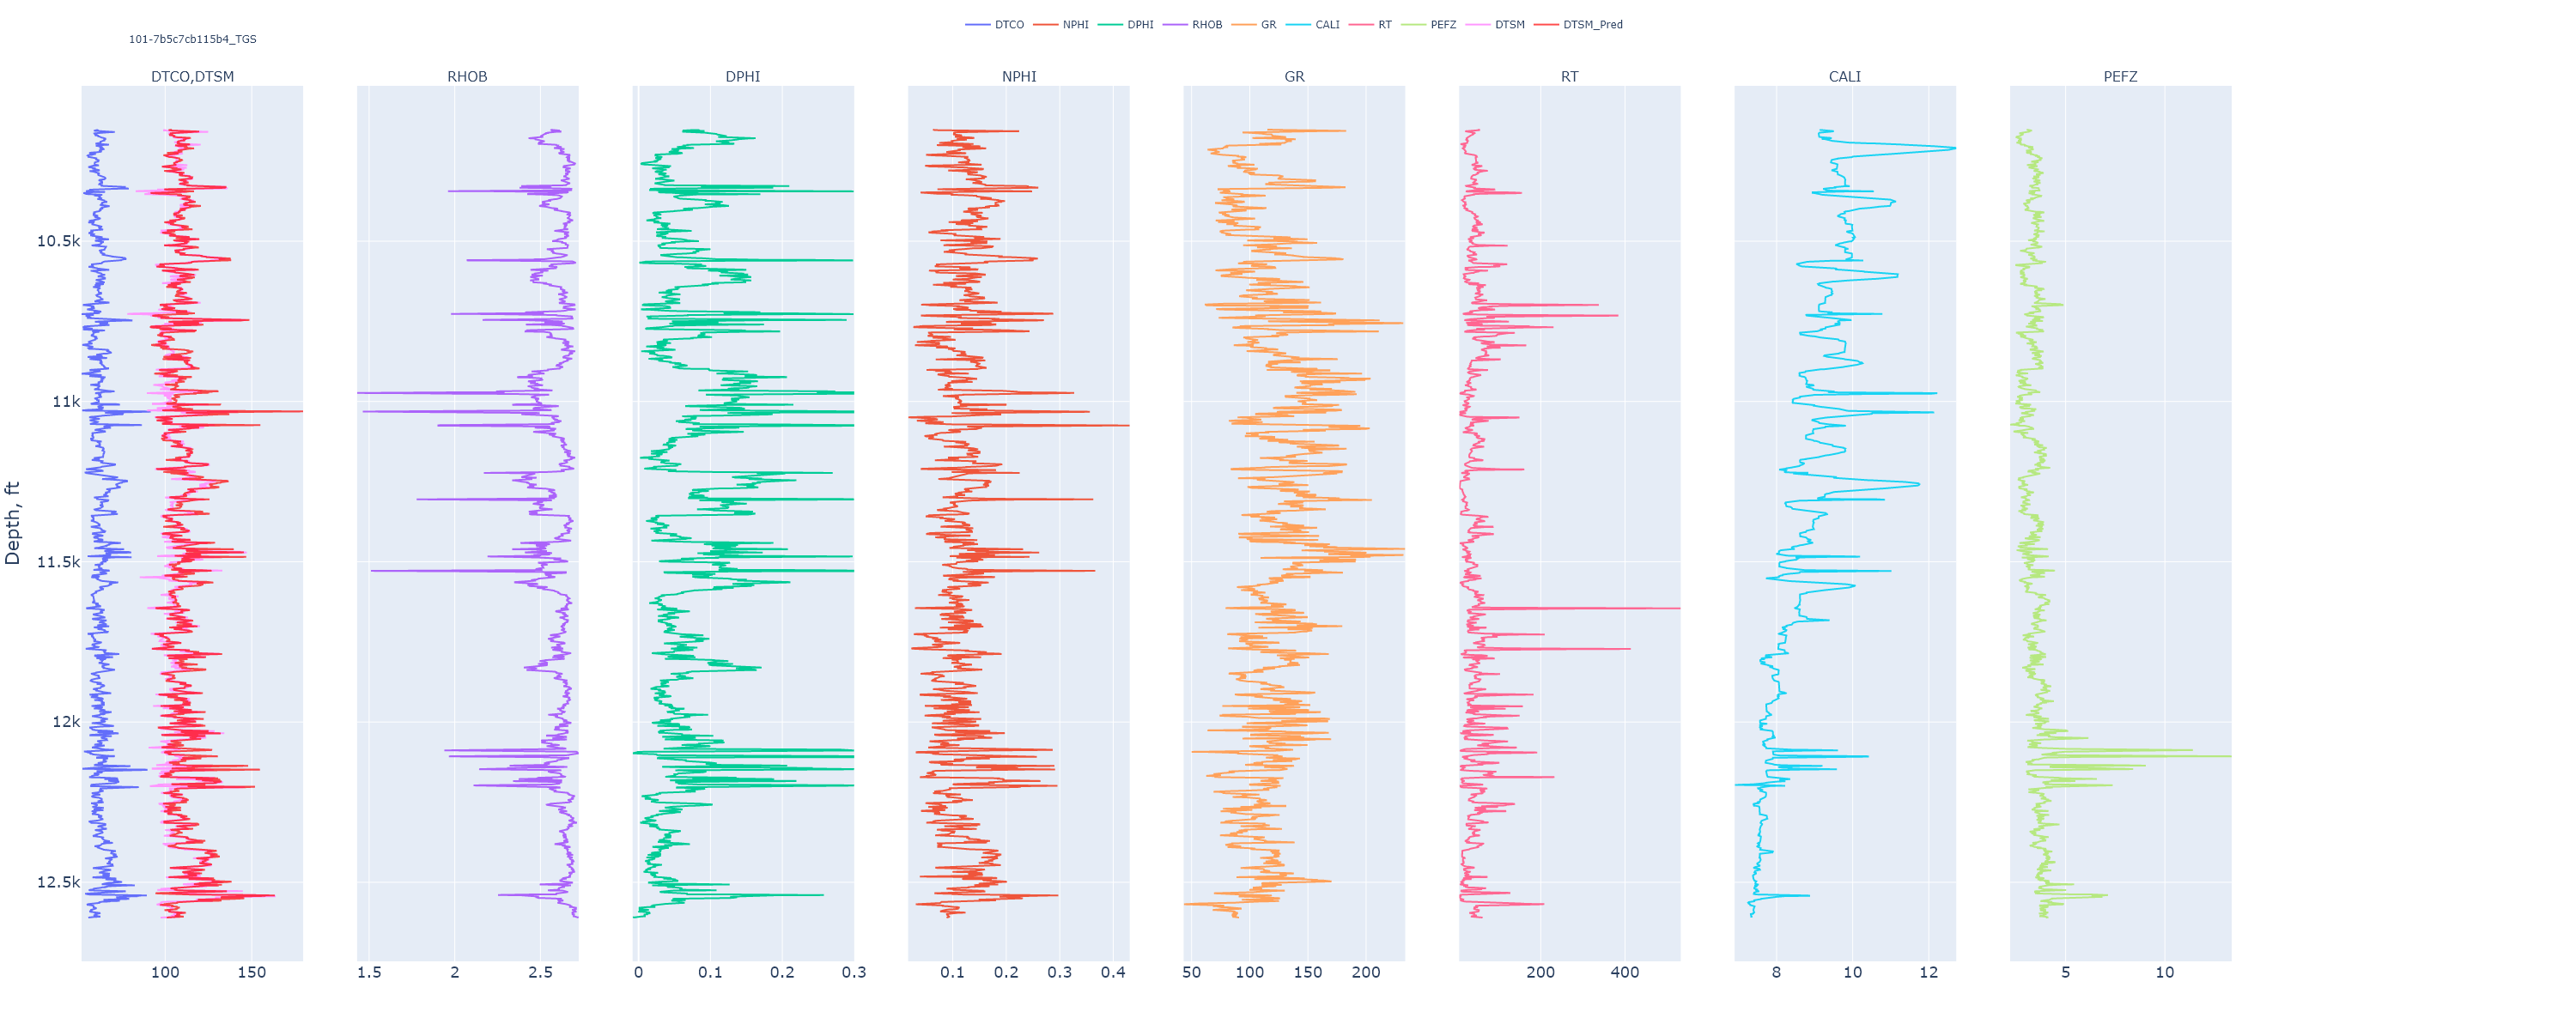 DTCO NPHI DPHI RHOB GR CALI RT PEFZ DTSM DTSM_Pred
101-7b5c7cb115b4_TGS
DTCO,DTSM RHOB DPHI NPHI GR RT CALI PEFZ
10.5k
11k
11.5k
12k
12.5k
Depth, ft
100 150 1.5 2 2.5 0 0.1 0.2 0.3 0.1 0.2 0.3 0.4 50 100 150 200 200 400 8 10 12 5 10